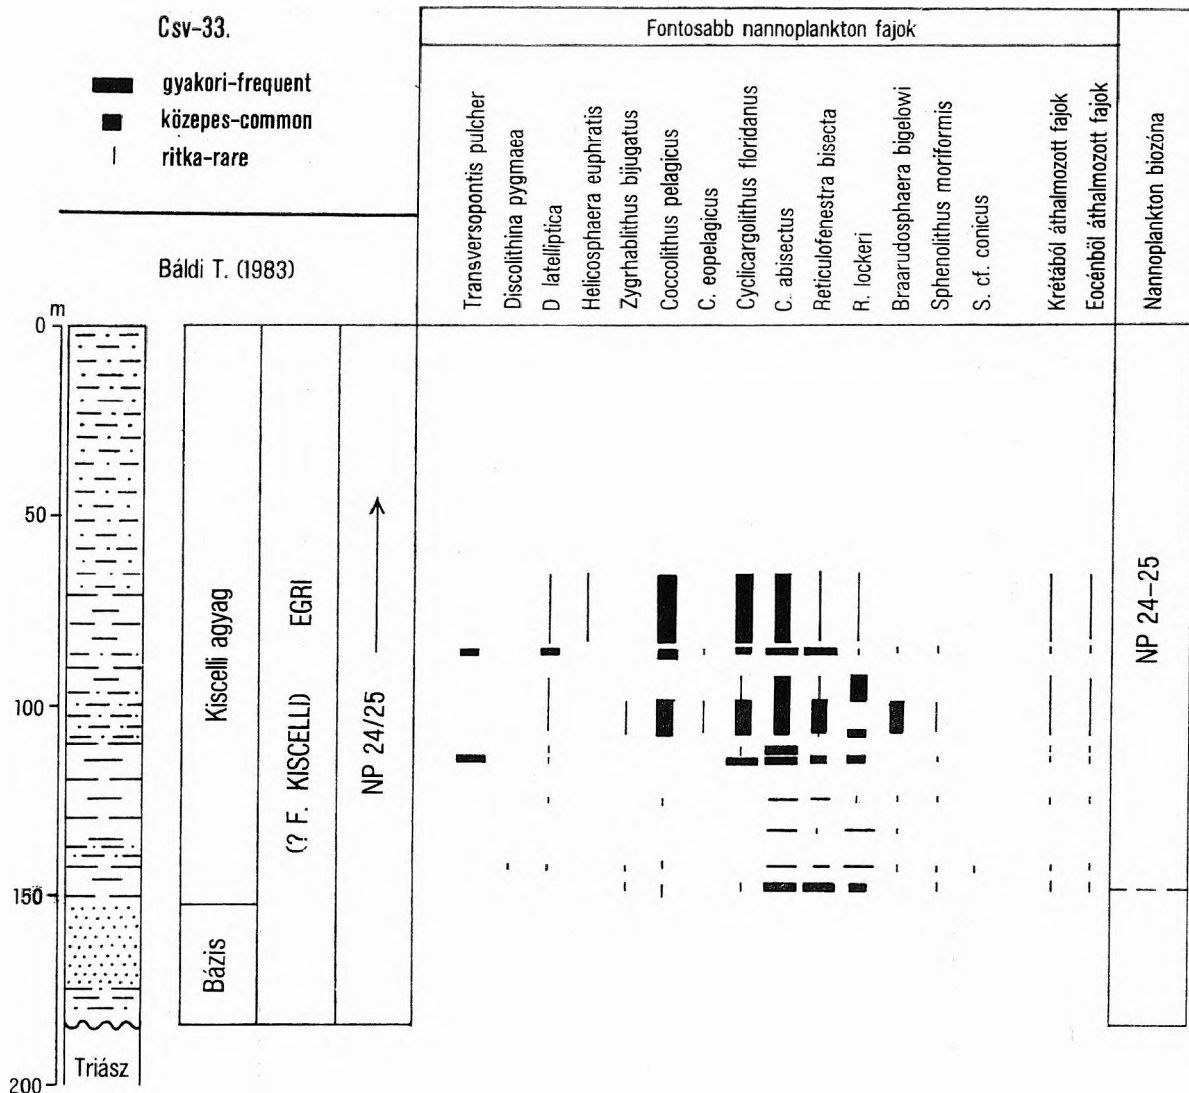 Csv-33.
gyakori-frequent
közepes-common
ritka-rare
Báldi T. (1983)
Fontosabb nannoplankton fajok
Transversopontis pulcher
Discolithina pygmaea
D latelliptica
Helicosphaera euphratis
Zygrhablithus bijugatus
Coccolithus pelagicus
C. eopelagicus
Cyclicargolithus floridanus
C. abisectus
Reticulofenestra bisecta
R. lockeri
Braarudosphaera bigelowi
Sphenolithus moriformis
S. cf. conicus
Krétából áthalmozott fajok
Eocénből áthalmozott fajok
Nannoplankton biozóna
m
0
50
100
150
200
Triász
Kiscelli agyag
Bázis
(? F. KISCELLI) EGRI
NP 24/25
NP 24-25